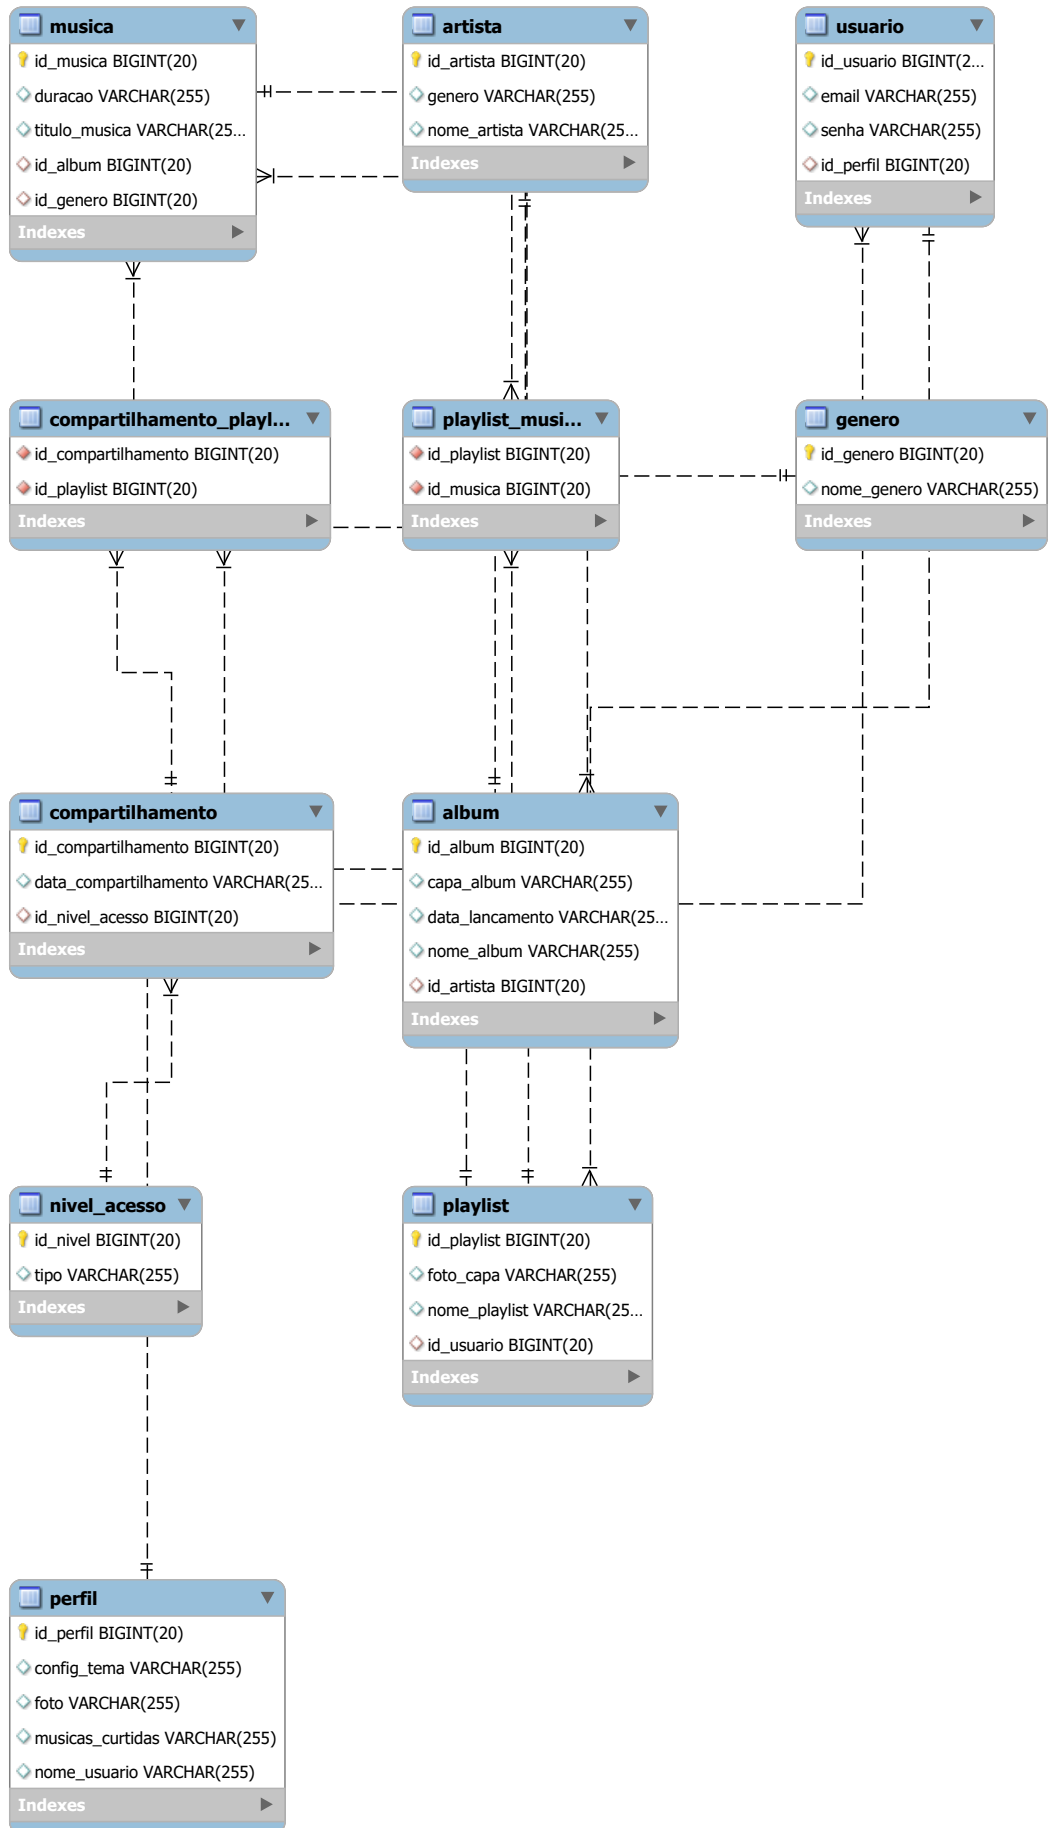 musica
id_musica BIGINT(20)
duracao VARCHAR(255)
titulo_musica VARCHAR(25...
id_album BIGINT(20)
id_genero BIGINT(20)
Indexes
artista
id_artista BIGINT(20)
genero VARCHAR(255)
nome_artista VARCHAR(25...
Indexes
usuario
id_usuario BIGINT(2...
email VARCHAR(255)
senha VARCHAR(255)
id_perfil BIGINT(20)
Indexes
compartilhamento_playl...
id_compartilhamento BIGINT(20)
id_playlist BIGINT(20)
Indexes
playlist_musi...
id_playlist BIGINT(20)
id_musica BIGINT(20)
Indexes
genero
id_genero BIGINT(20)
nome_genero VARCHAR(255)
Indexes
compartilhamento
id_compartilhamento BIGINT(20)
data_compartilhamento VARCHAR(25...
id_nivel_acesso BIGINT(20)
Indexes
album
id_album BIGINT(20)
capa_album VARCHAR(255)
data_lancamento VARCHAR(25...
nome_album VARCHAR(255)
id_artista BIGINT(20)
Indexes
nivel_acesso
id_nivel BIGINT(20)
tipo VARCHAR(255)
Indexes
playlist
id_playlist BIGINT(20)
foto_capa VARCHAR(255)
nome_playlist VARCHAR(25...
id_usuario BIGINT(20)
Indexes
perfil
id_perfil BIGINT(20)
config_tema VARCHAR(255)
foto VARCHAR(255)
musicas_curtidas VARCHAR(255)
nome_usuario VARCHAR(255)
Indexes